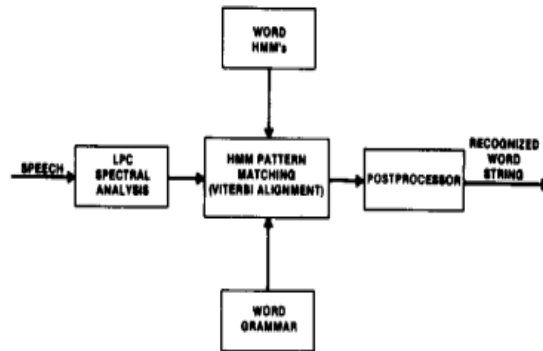 WORD
HMM's
SPEECH
LPC
SPECTRAL
ANALYSIS
HMM PATTERN
MATCHING
(VITERBI ALIGNMENT)
POSTPROCESSOR
RECOGNIZED
WORD
STRING
WORD
GRAMMAR